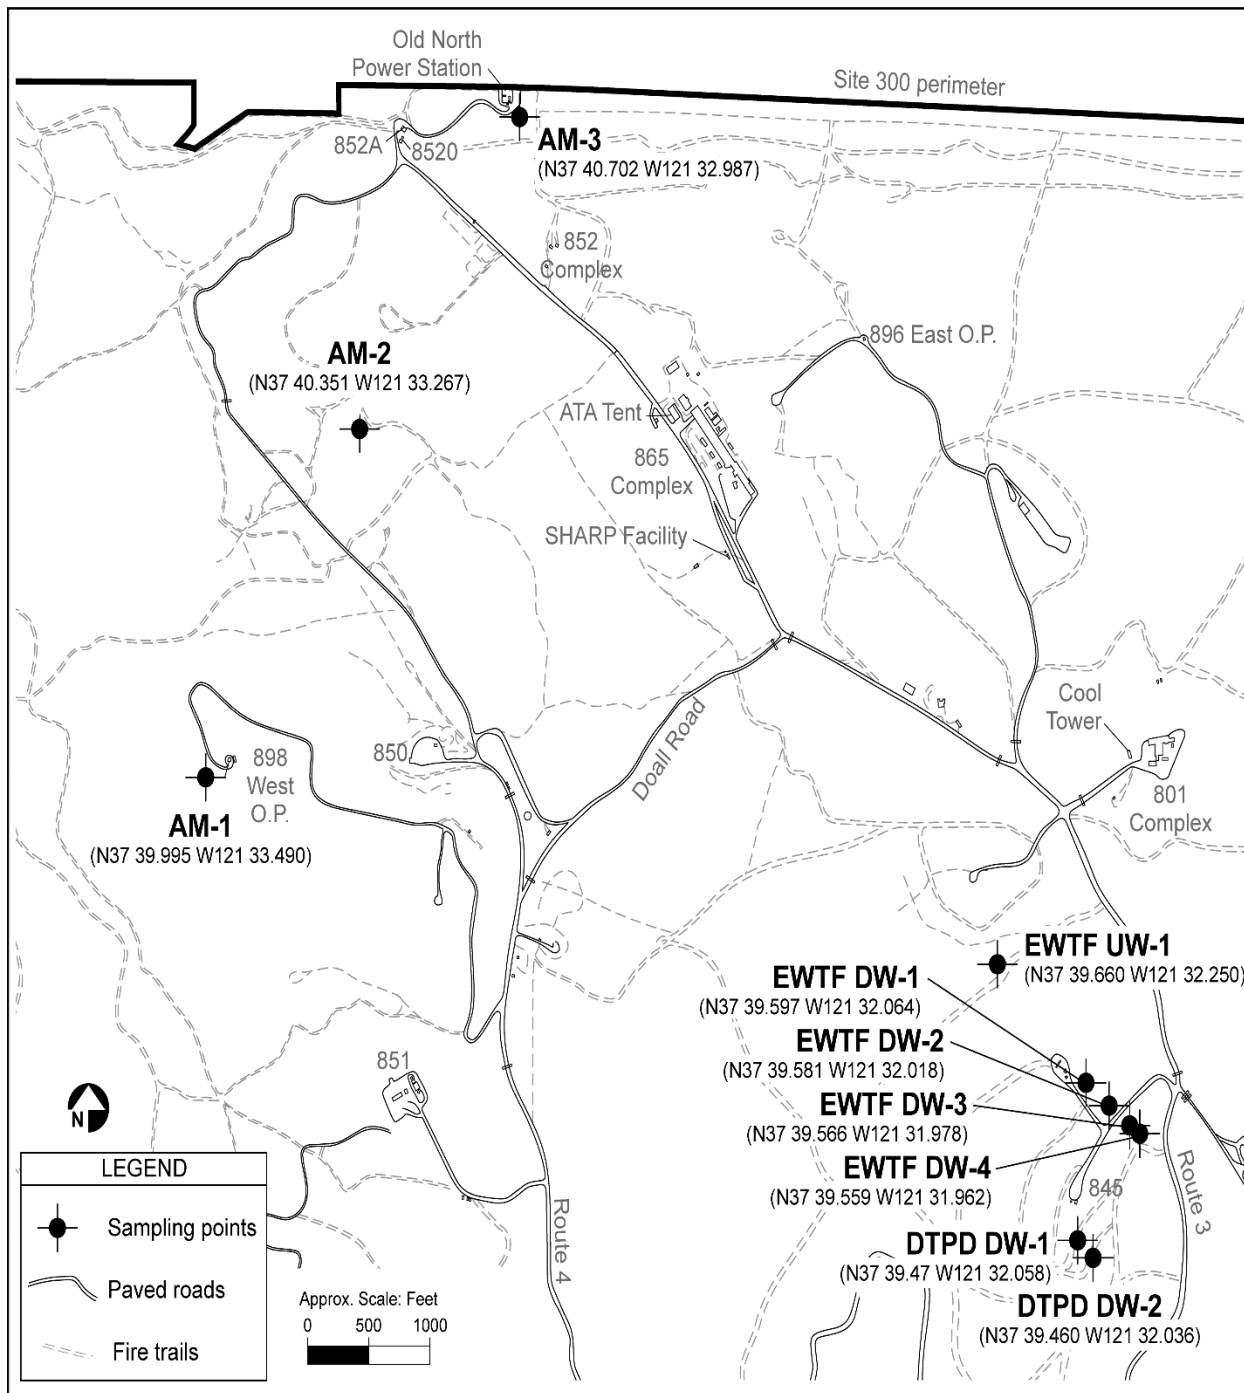 Old North
Power Station
Site 300 perimeter
852A
8520
AM-3
(N37 40.702 W121 32.987)
852
Complex
896 East O.P.
AM-2
(N37 40.351 W121 33.267)
ATA Tent
865
Complex
SHARP Facility
Cool
Tower
Doall Road
850
898
West
O.P.
801
Complex
AM-1
(N37 39.995 W121 33.490)
EWTF UW-1
(N37 39.660 W121 32.250)
EWTF DW-1
(N37 39.597 W121 32.064)
EWTF DW-2
(N37 39.581 W121 32.018)
851
EWTF DW-3
(N37 39.566 W121 31.978)
N
EWTF DW-4
(N37 39.559 W121 31.962)
845
Route 3
Route 4
LEGEND
Sampling points
Paved roads
Fire trails
DTPD DW-1
(N37 39.47 W121 32.058)
DTPD DW-2
(N37 39.460 W121 32.036)
Approx. Scale: Feet
0 500 1000